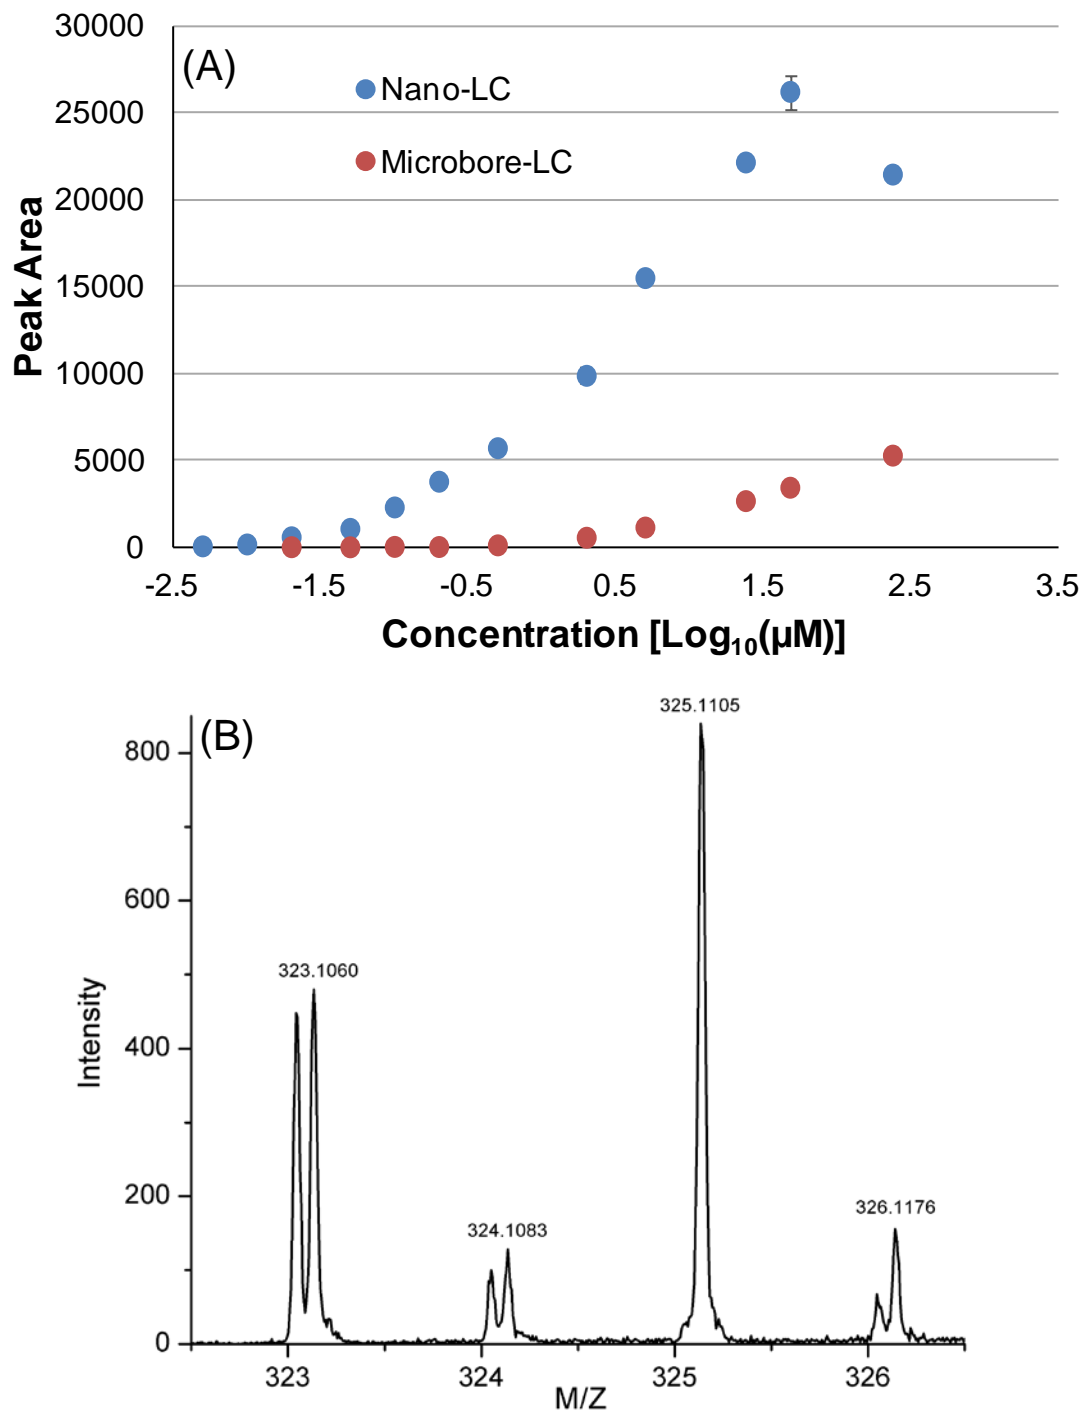 30000
(A)
Nano-LC
25000
Microbore-LC
20000
Peak Area
15000
10000
5000
0
-2.5 -1.5 -0.5 0.5 1.5 2.5 3.5
Concentration [Log₁₀(µM)]
325.1105
(B)
800
600
323.1060
Intensity
400
324.1083
326.1176
200
0
323 324 325 326
M/Z